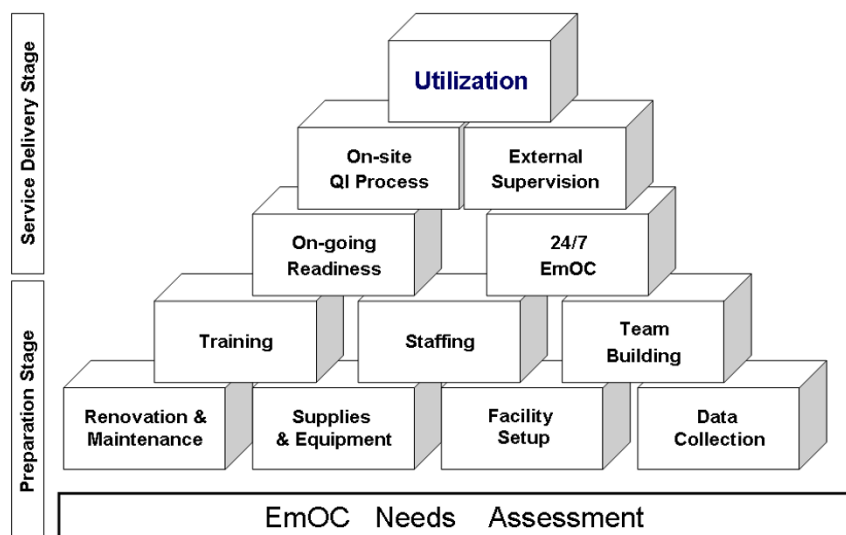 Service Delivery Stage
Utilization
On-site
QI Process
External
Supervision
On-going
Readiness
24/7
EmOC
Preparation Stage
Training
Staffing
Team
Building
Renovation &
Maintenance
Supplies
& Equipment
Facility
Setup
Data
Collection
EmOC Needs Assessment